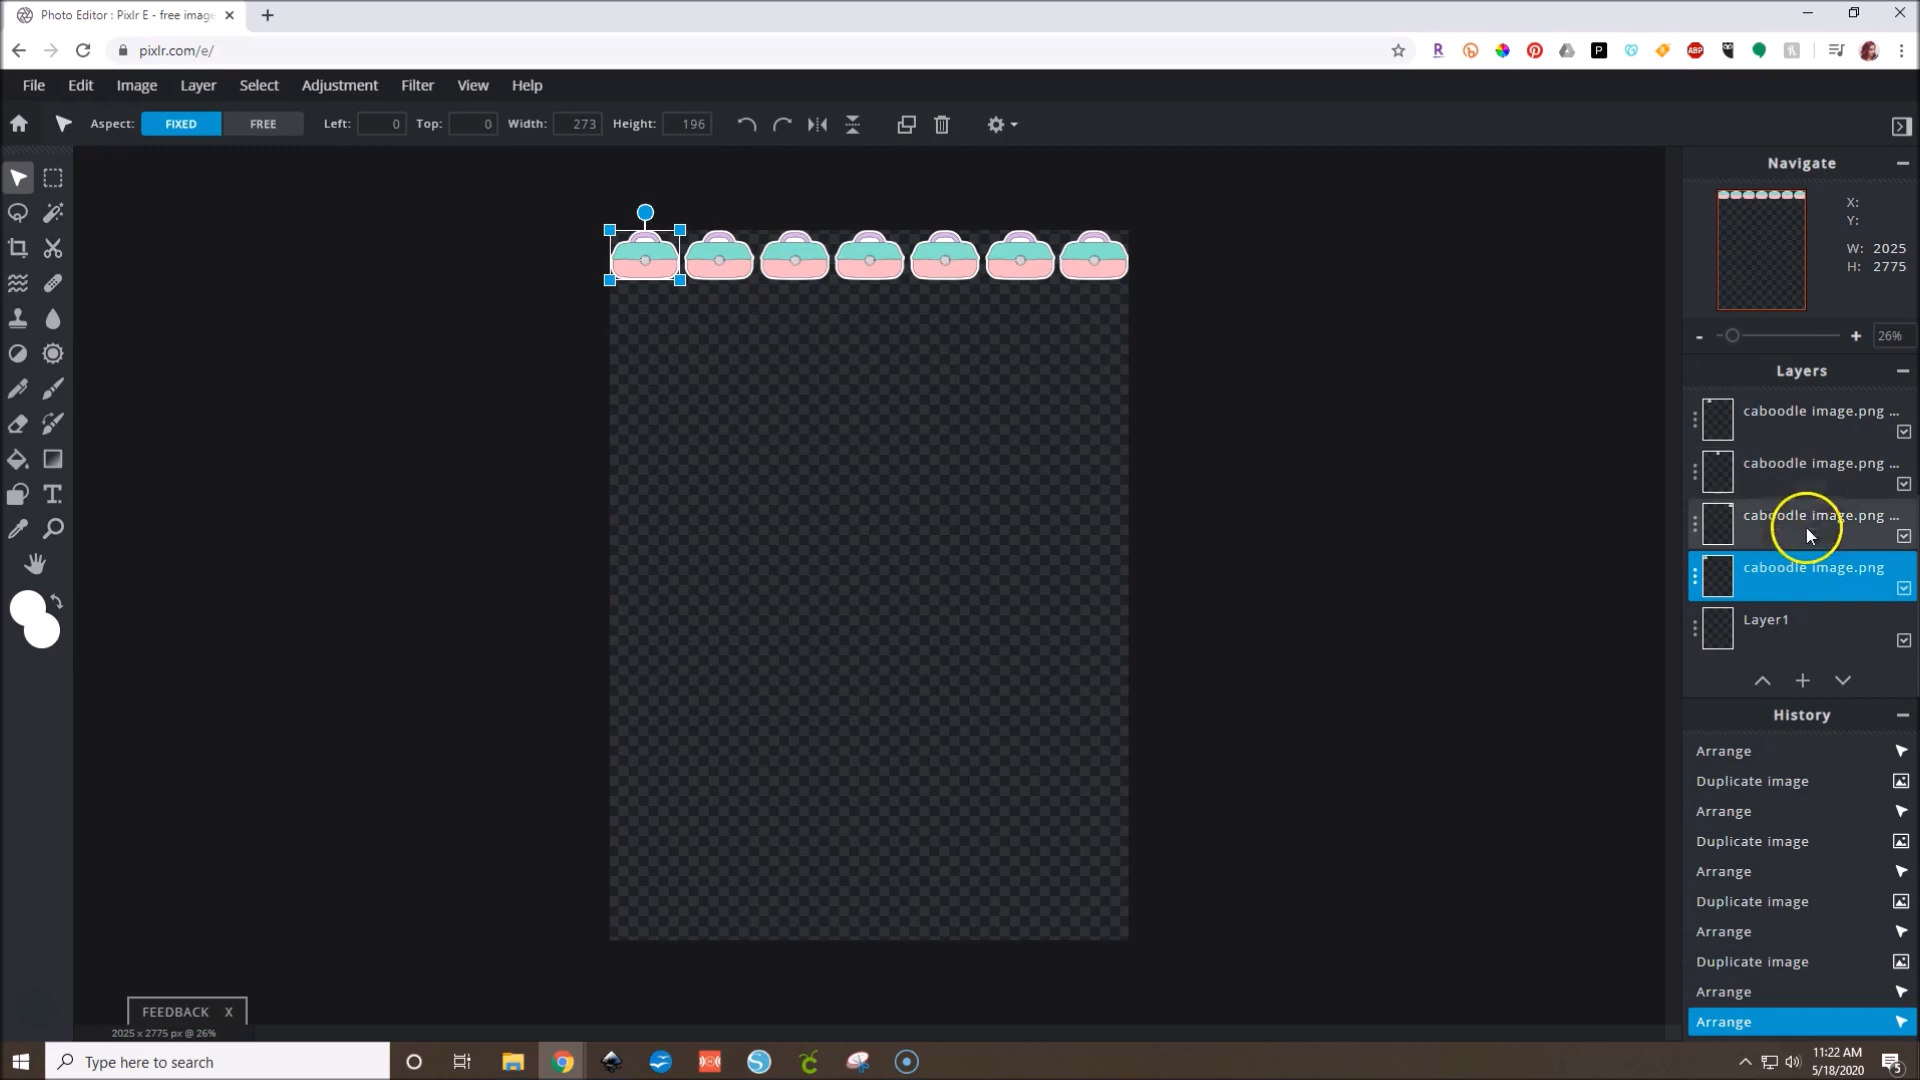 Photo Editor : Pixlr E - free imag
pixlr.com/e/
File Edit Image Layer Select Adjustment Filter View Help
Aspect: FIXED FREE Left: 0 Top: 0 Width: 273 Height: 196
Navigate
X:
Y:
W: 2025
H: 2775
26%
Layers
caboodle image.png ...
caboodle image.png ...
caboodle image.png ...
caboodle image.png
Layer1
History
Arrange
Duplicate image
Arrange
Duplicate image
Arrange
Duplicate image
Arrange
Duplicate image
Arrange
Arrange
FEEDBACK X
2025 x 2775 px @ 26%
Type here to search
11:22 AM
5/18/2020
5